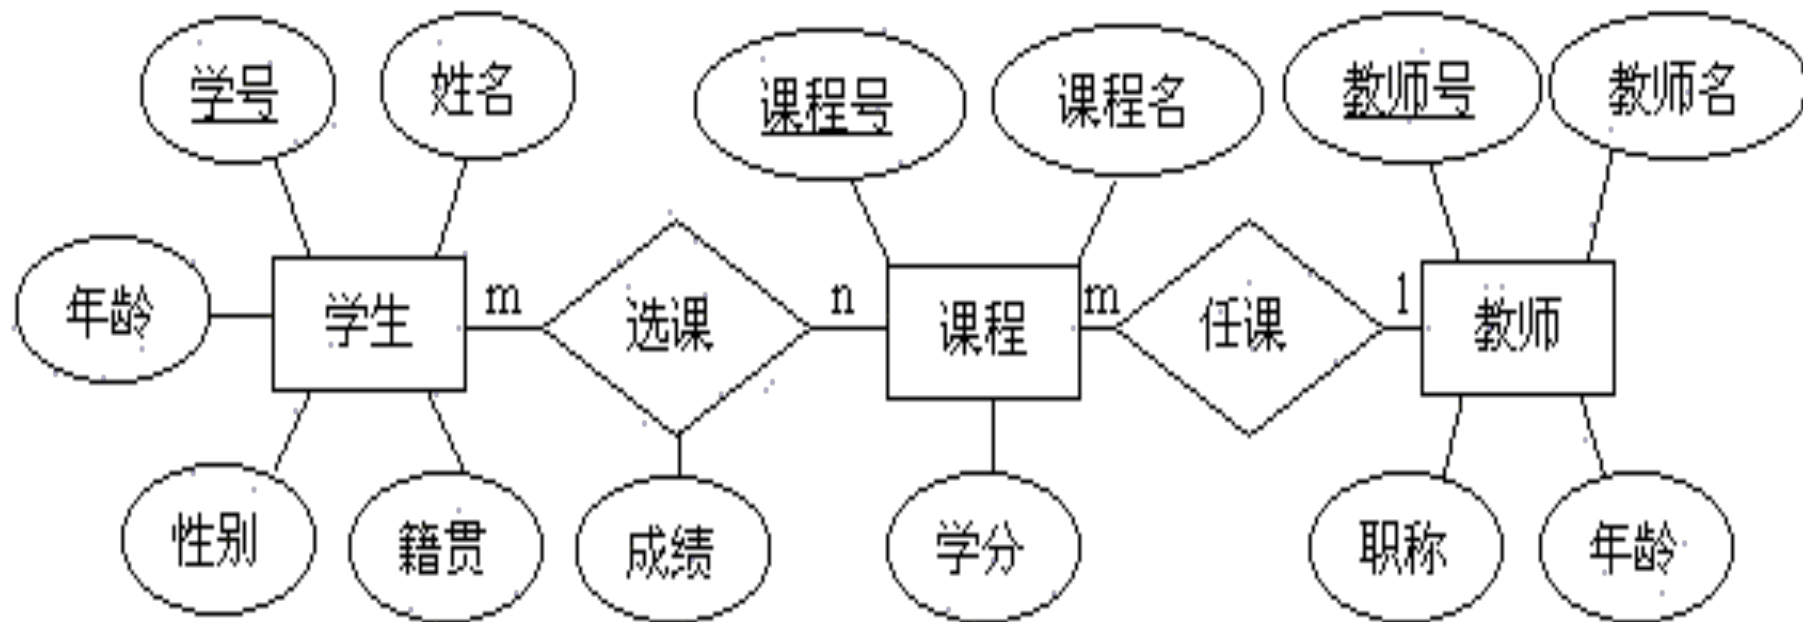 学号
姓名
课程号
课程名
教师号
教师名
年龄
学生
m
选课
n
课程
m
任课
1
教师
性别
籍贯
成绩
学分
职称
年龄